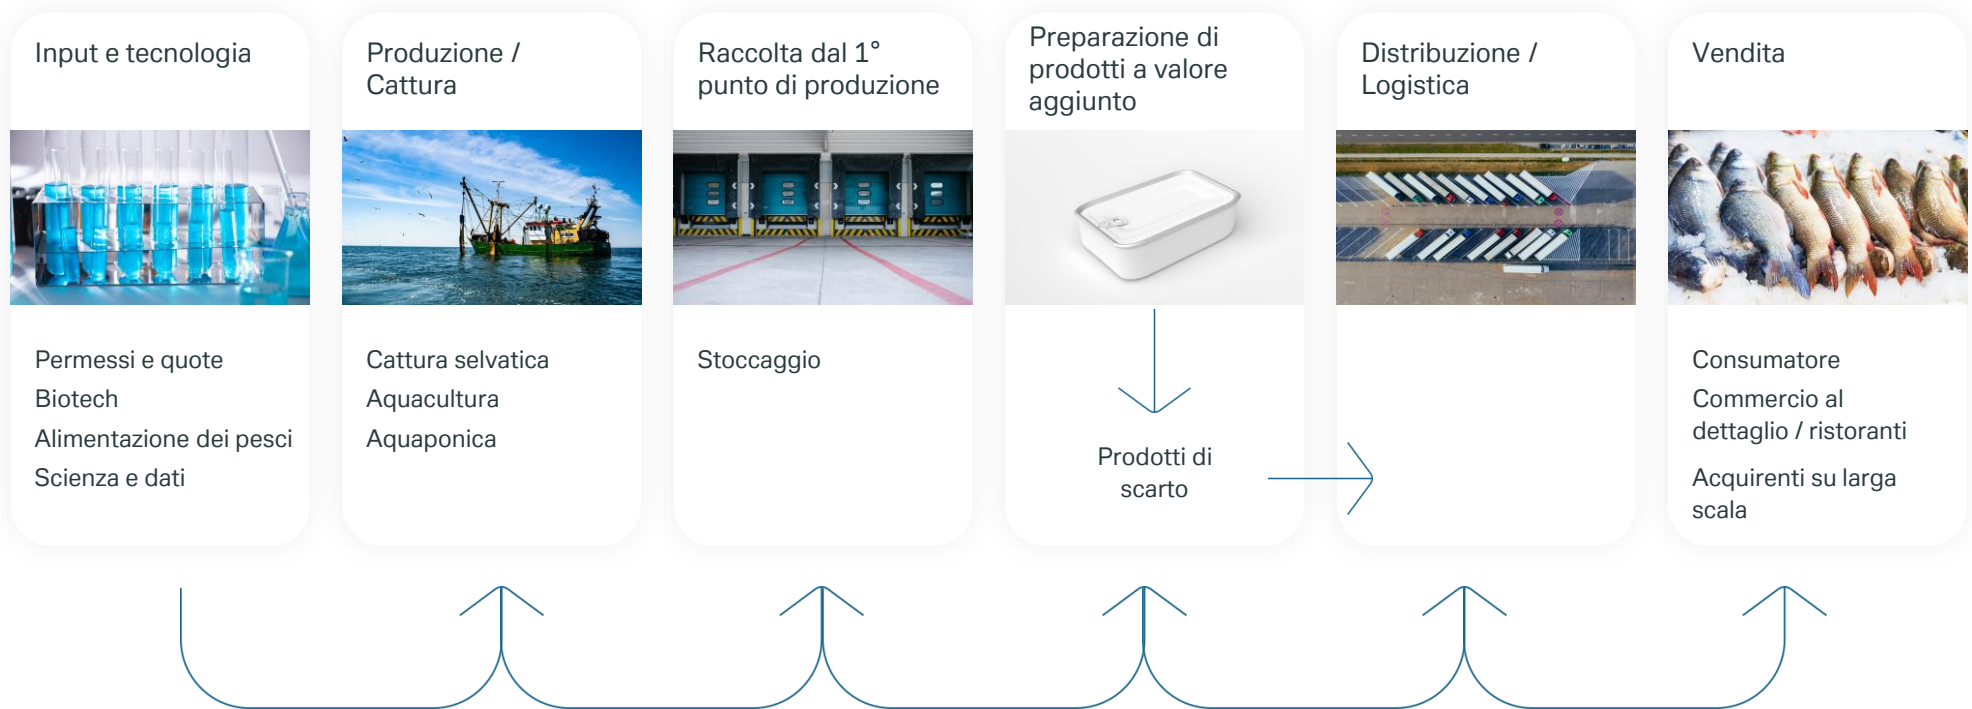 Input e tecnologia
Produzione /
Cattura
Raccolta dal 1°
punto di produzione
Preparazione di
prodotti a valore
aggiunto
Distribuzione /
Logistica
Vendita
Permessi e quote
Biotech
Alimentazione dei pesci
Scienza e dati
Cattura selvatica
Aquacultura
Aquaponica
Stoccaggio
Prodotti di
scarto
Consumatore
Commercio al
dettaglio / ristoranti
Acquirenti su larga
scala